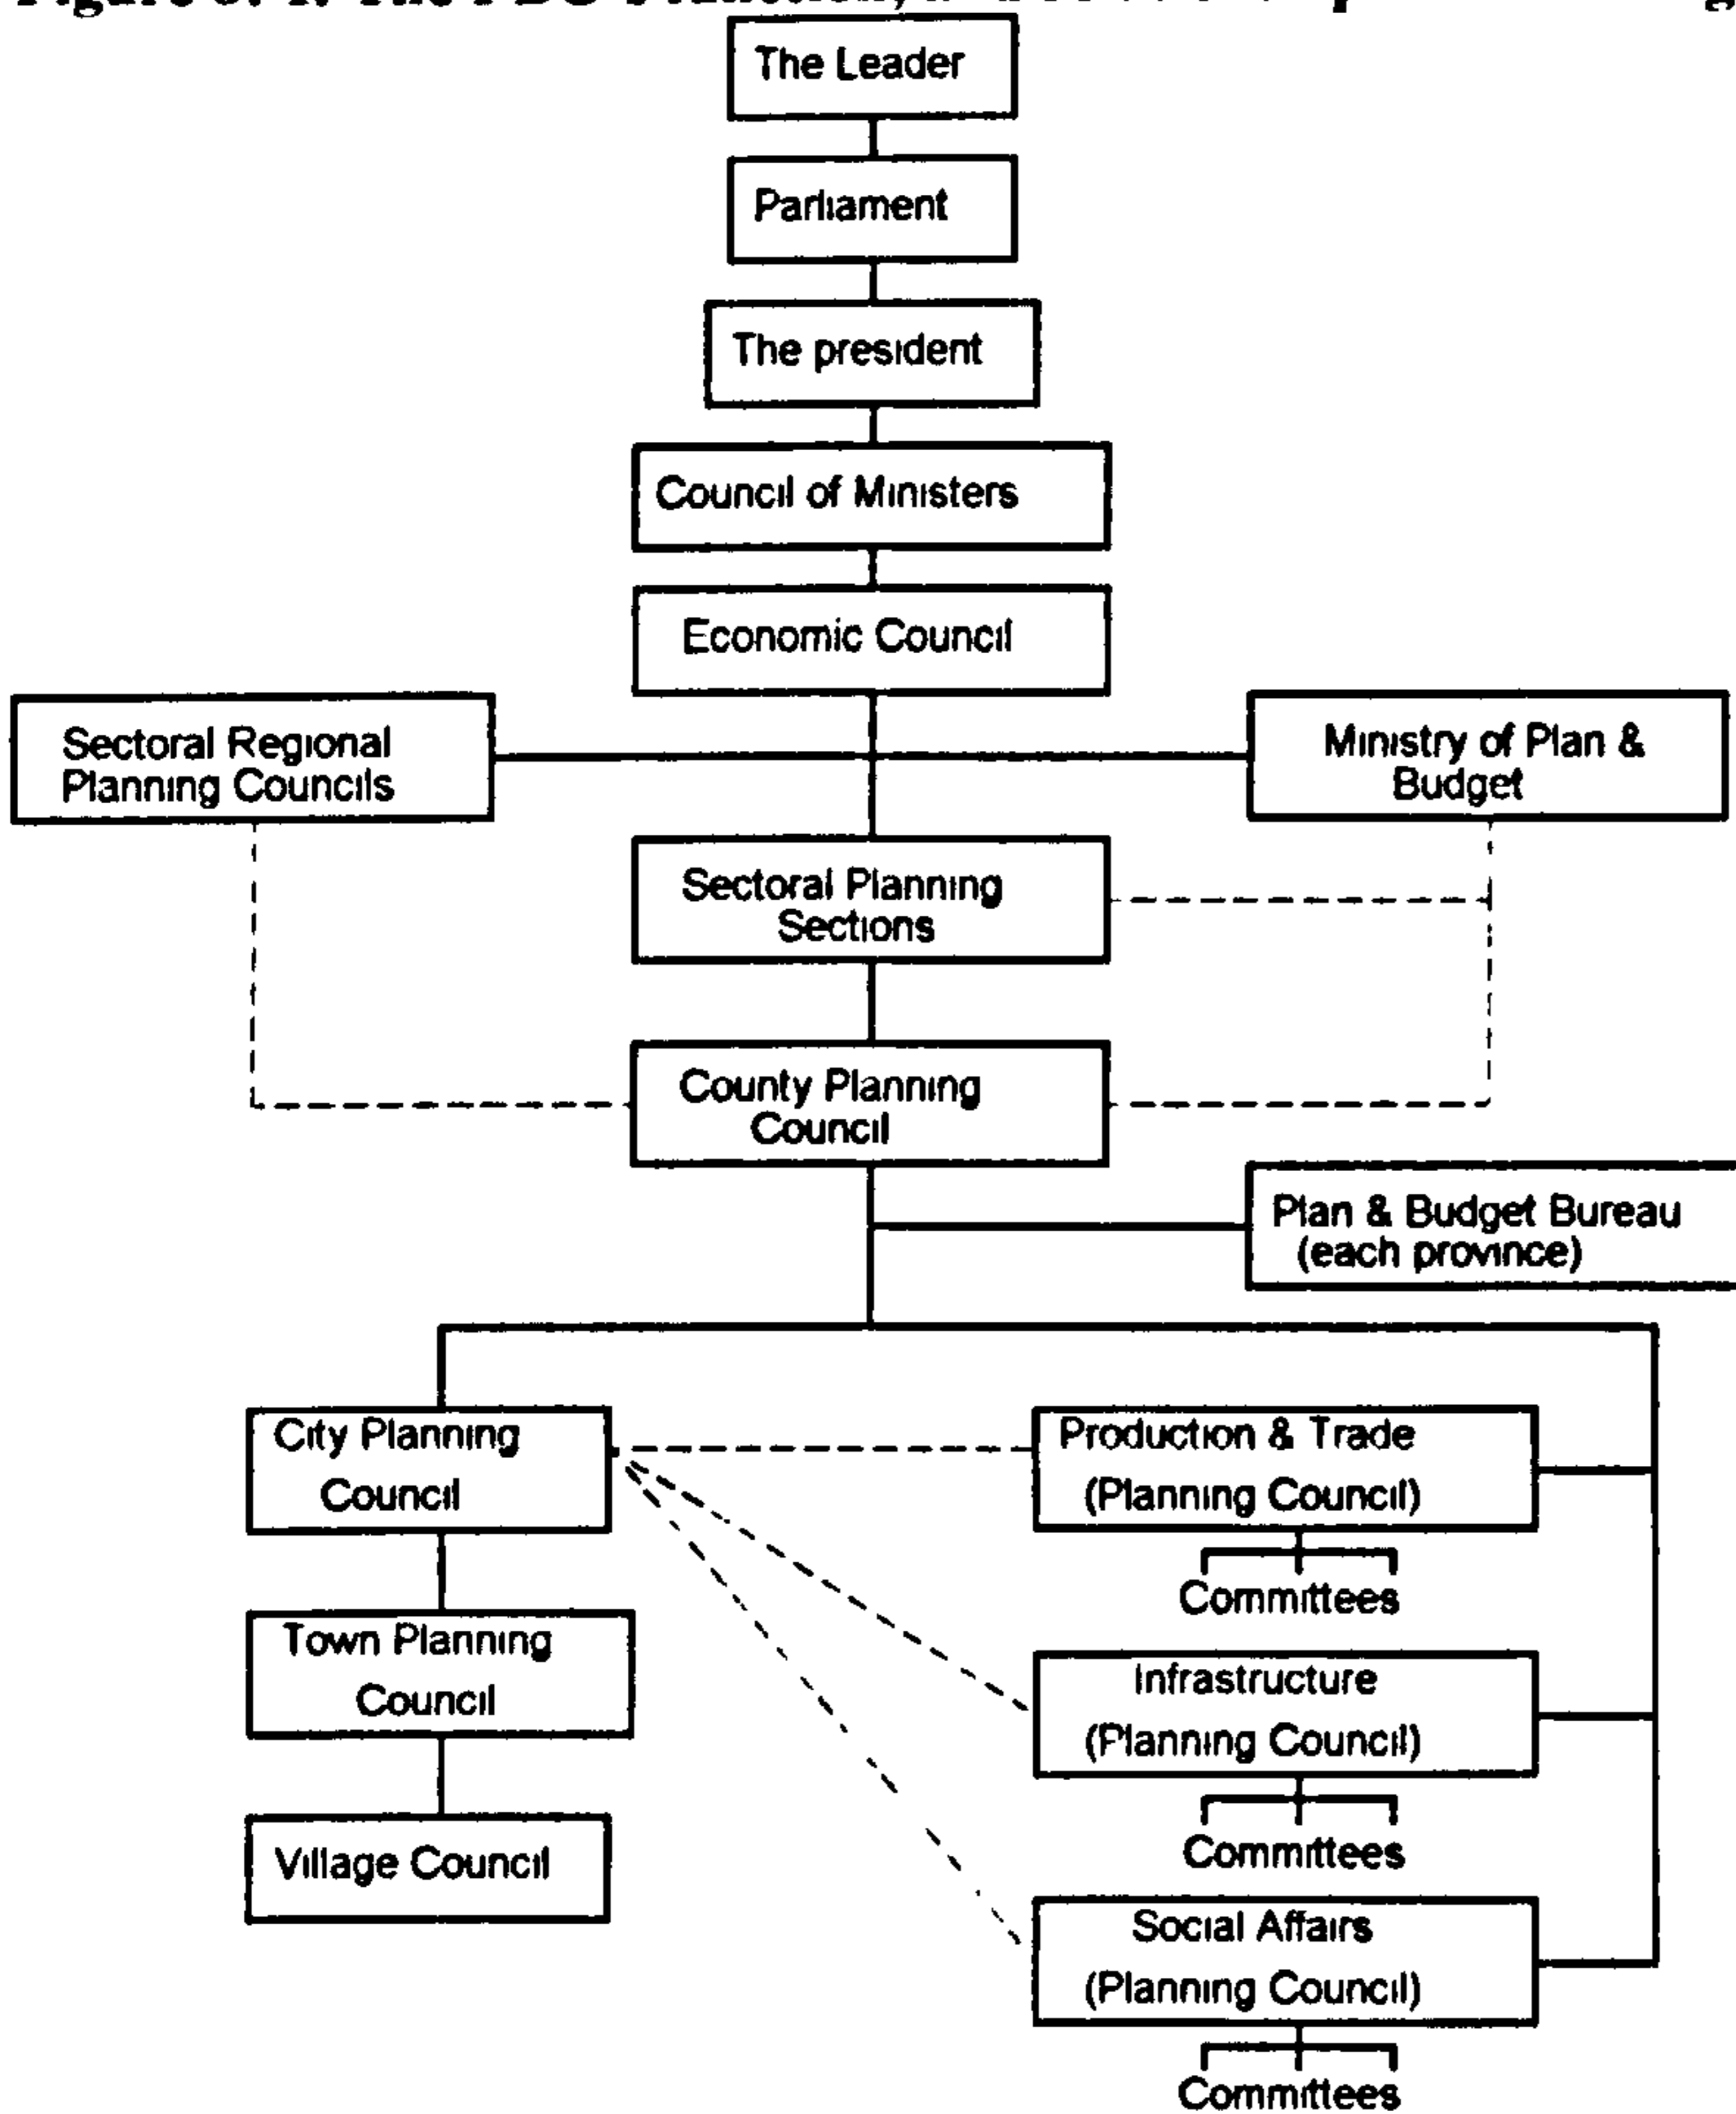 The Leader
Parliament
The president
Council of Ministers
Economic Council
Sectoral Regional
Planning Councils
Ministry of Plan &
Budget
Sectoral Planning
Sections
County Planning
Council
Plan & Budget Bureau
(each province)
City Planning
Council
Production & Trade
(Planning Council)
Committees
Town Planning
Council
Infrastructure
(Planning Council)
Committees
Village Council
Social Affairs
(Planning Council)
Committees